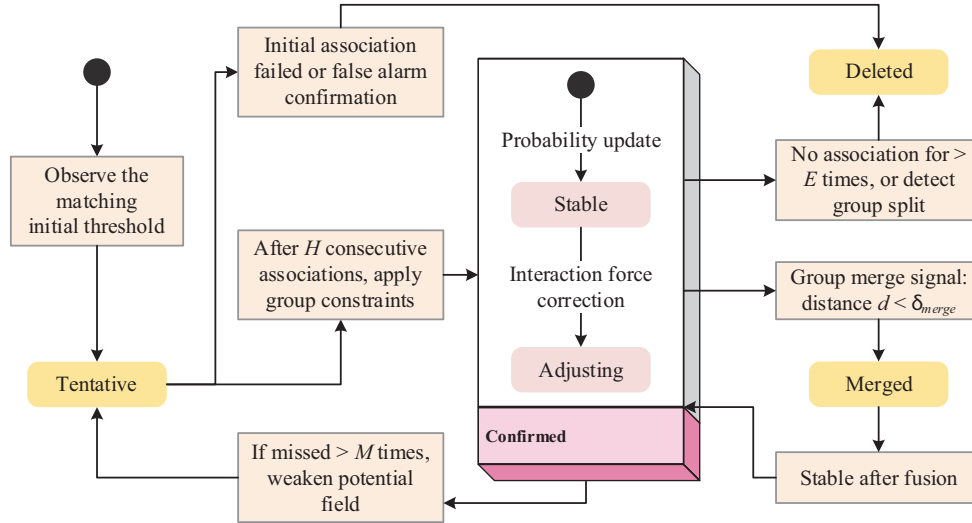 Initial association
failed or false alarm
confirmation
Deleted
Observe the
matching
initial threshold
Probability update
Stable
No association for >
E times, or detect
group split
After H consecutive
associations, apply
group constraints
Interaction force
correction
Group merge signal:
distance d < δmerge
Tentative
Adjusting
Merged
If missed > M times,
weaken potential
field
Confirmed
Stable after fusion